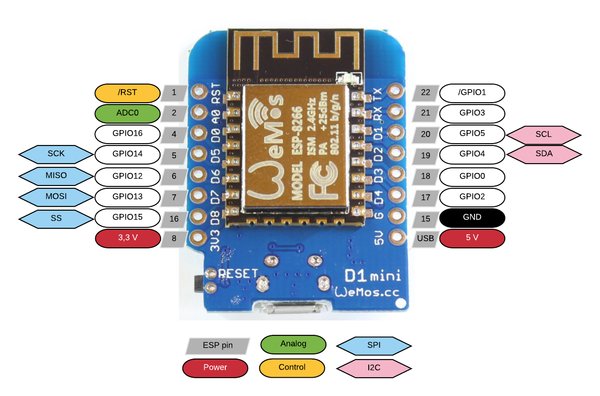 /RST 1 RST TX 22 /GPIO1
ADC0 2 A0 RX 21 GPIO3
GPIO16 4 D0 D1 20 GPIO5 SCL
SCK GPIO14 5 D5 D2 19 GPIO4 SDA
MISO GPIO12 6 D6 D3 18 GPIO0
MOSI GPIO13 7 D7 D4 17 GPIO2
SS GPIO15 16 D8 G 15 GND
3,3 V 8 3V3 5V USB 5 V
WeMos
MODEL ESP-8266
ISM 2.4GHz
PA +25dBm
802.11 b/g/n
FC
RESET
D1 mini
WeMos.cc
ESP pin Analog SPI
Power Control I2C